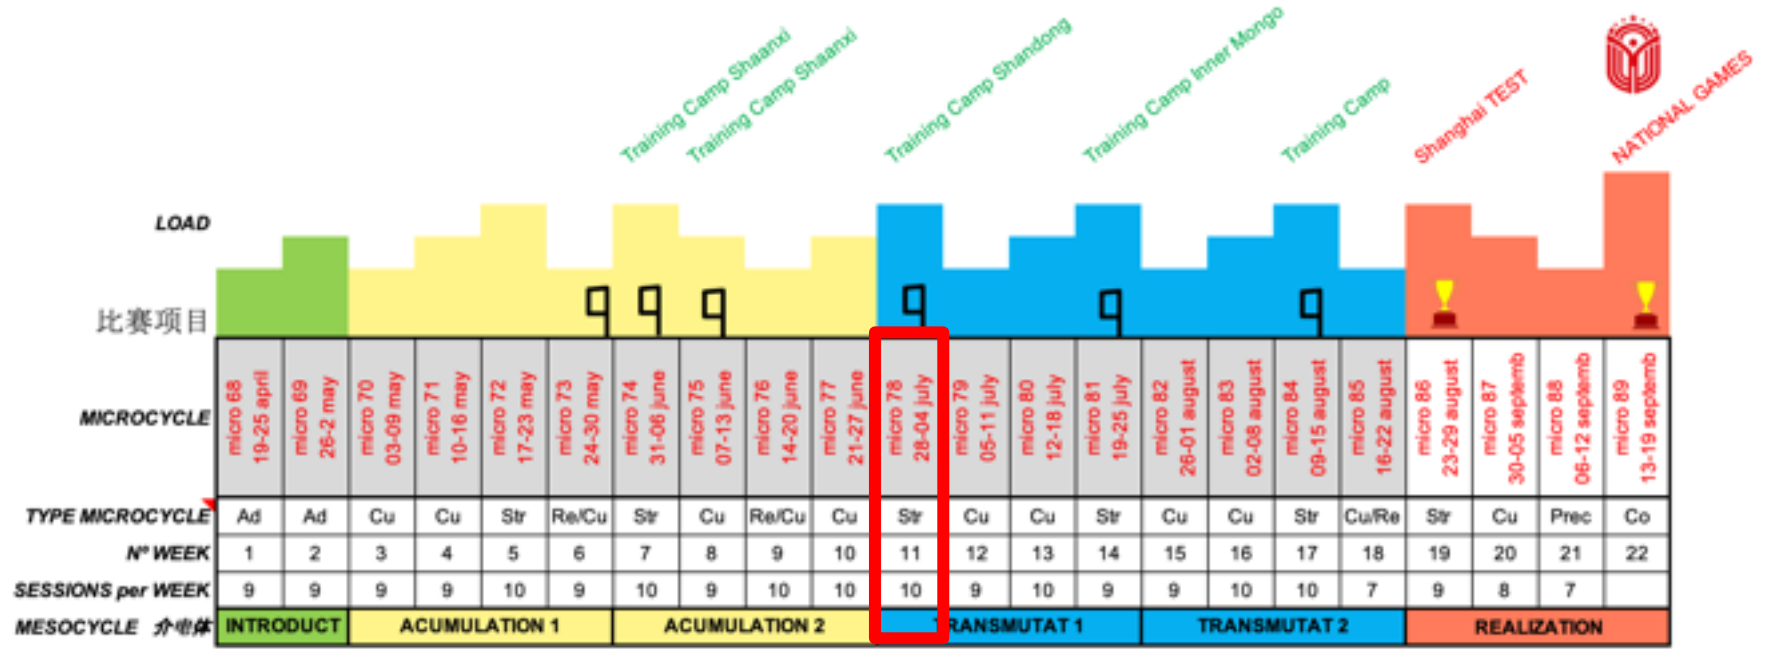 Training Camp Shaanxi
Training Camp Shaanxi
Training Camp Shandong
Training Camp Inner Mongo
Training Camp
Shanghai TEST
NATIONAL GAMES
LOAD
比赛项目
MICROCYCLE
micro 68
19-25 april
micro 69
26-2 may
micro 70
03-09 may
micro 71
10-16 may
micro 72
17-23 may
micro 73
24-30 may
micro 74
31-06 june
micro 75
07-13 june
micro 76
14-20 june
micro 77
21-27 june
micro 78
28-04 july
micro 79
05-11 july
micro 80
12-18 july
micro 81
19-25 july
micro 82
26-01 august
micro 83
02-08 august
micro 84
09-15 august
micro 85
16-22 august
micro 86
23-29 august
micro 87
30-05 septemb
micro 88
06-12 septemb
micro 89
13-19 septemb
TYPE MICROCYCLE Ad Ad Cu Cu Str Re/Cu Str Cu Re/Cu Cu Str Cu Cu Str Cu Cu Str Cu/Re Str Cu Prec Co
Nº WEEK 1 2 3 4 5 6 7 8 9 10 11 12 13 14 15 16 17 18 19 20 21 22
SESSIONS per WEEK 9 9 9 9 10 9 10 9 10 10 10 9 10 9 9 10 10 7 9 8 7
MESOCYCLE 介电体 INTRODUCT ACUMULATION 1 ACUMULATION 2 TRANSMUTAT 1 TRANSMUTAT 2 REALIZATION